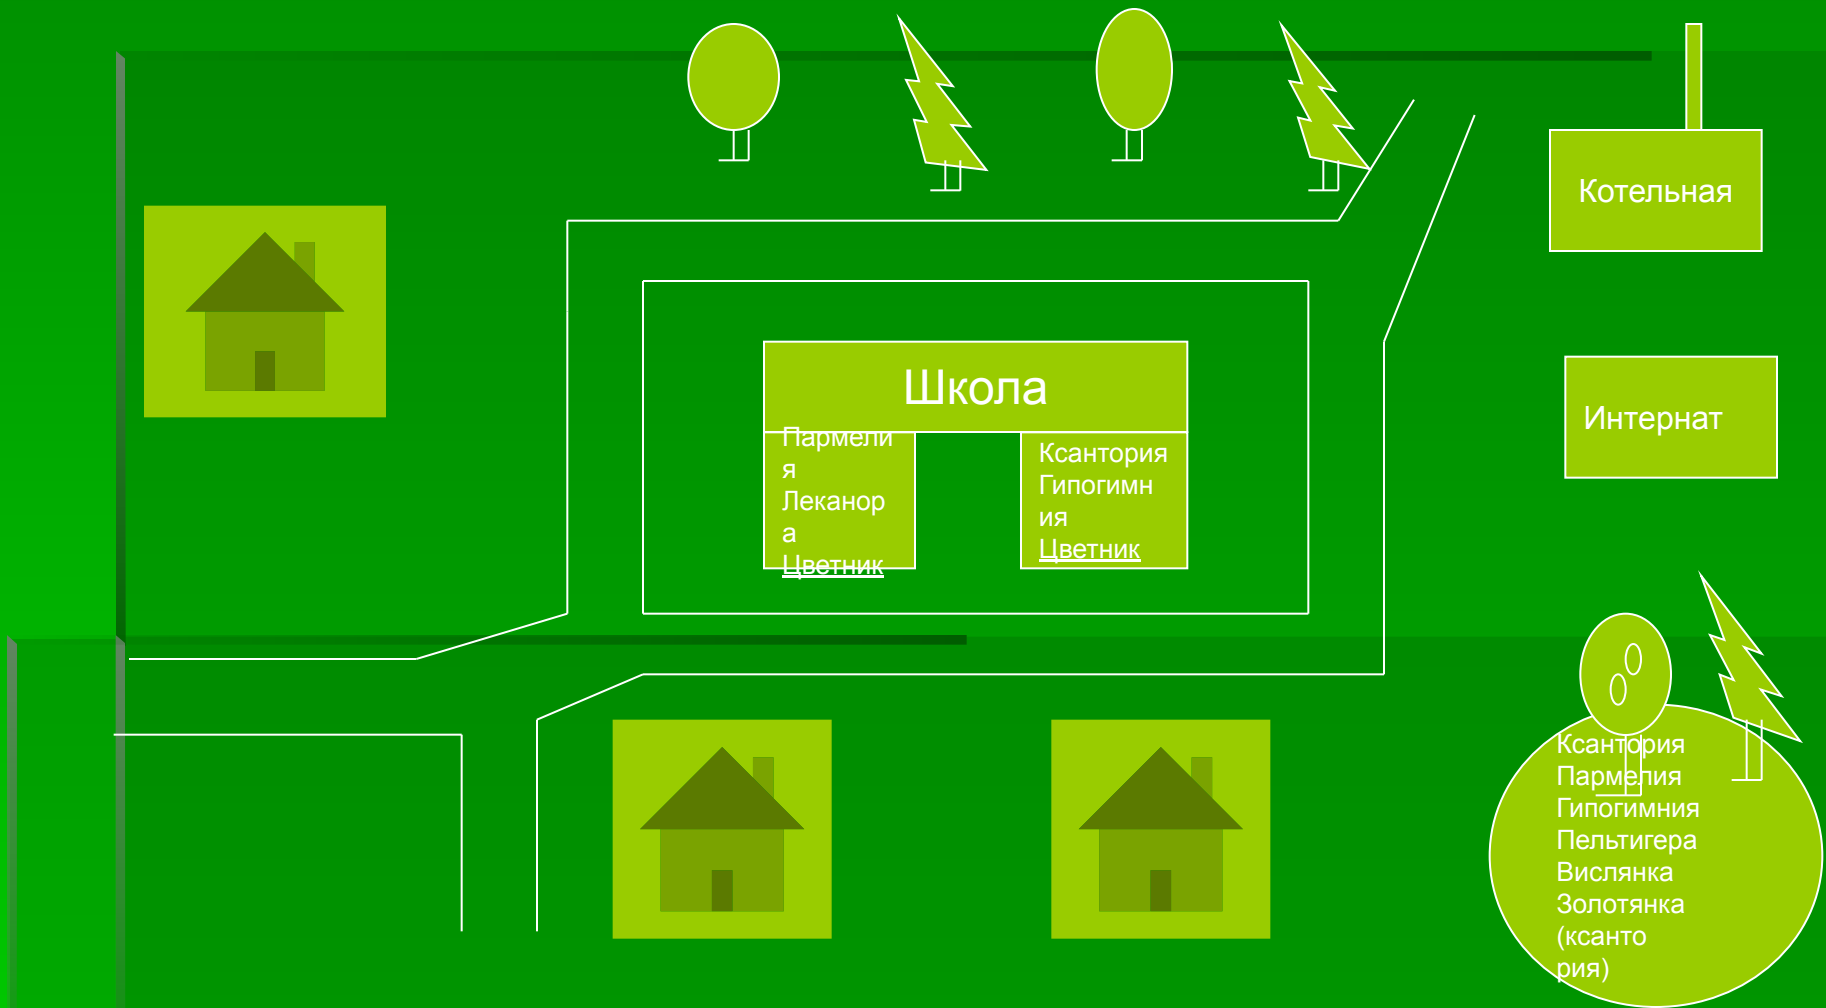 Котельная
Школа
Интернат
Пармели
я
Леканор
а
Цветник
Ксантория
Гипогимн
ия
Цветник
Ксантория
Пармелия
Гипогимния
Пельтигера
Вислянка
Золотянка
(ксанто
рия)